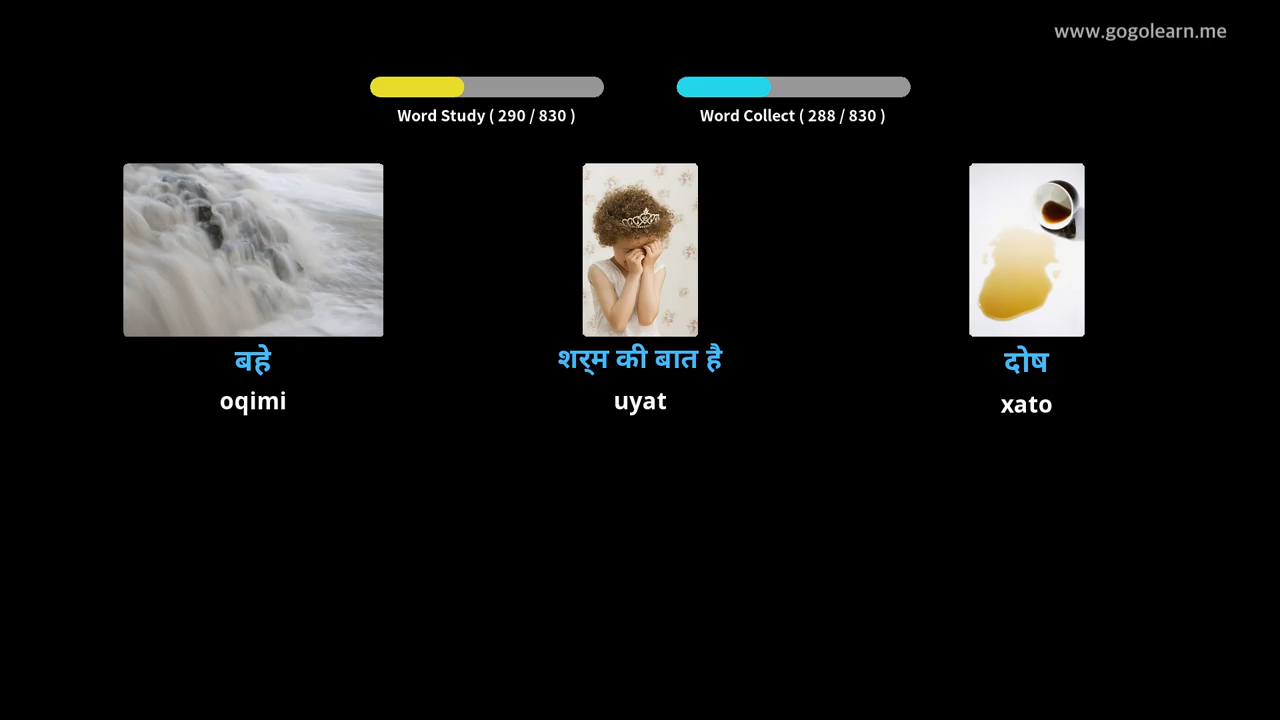 www.gogolearn.me
Word Study ( 290 / 830 )
Word Collect ( 288 / 830 )
बहे
शर्म की बात है
दोष
oqimi
uyat
xato